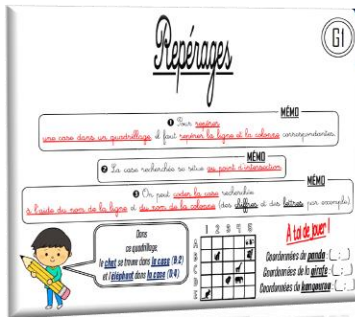 Repérages
G1
MÉMO
❶ Pour repérer
une case dans un quadrillage, il faut repérer la ligne et la colonne correspondantes.
MÉMO
❷ La case recherchée se situe au point d'intersection.
MÉMO
❸ On peut coder la case recherchée
à l'aide du nom de la ligne et du nom de la colonne (des chiffres et des lettres par exemple).
Dans
ce quadrillage,
le chat se trouve dans la case (B;2)
et l'éléphant dans la case (D;4)
1 2 3 4 5
A
B
C
D
E
A toi de jouer !
Coordonnées du panda : (_ ; _)
Coordonnées de la girafe : (_ ; _)
Coordonnées du kangourou : (_ ; _)